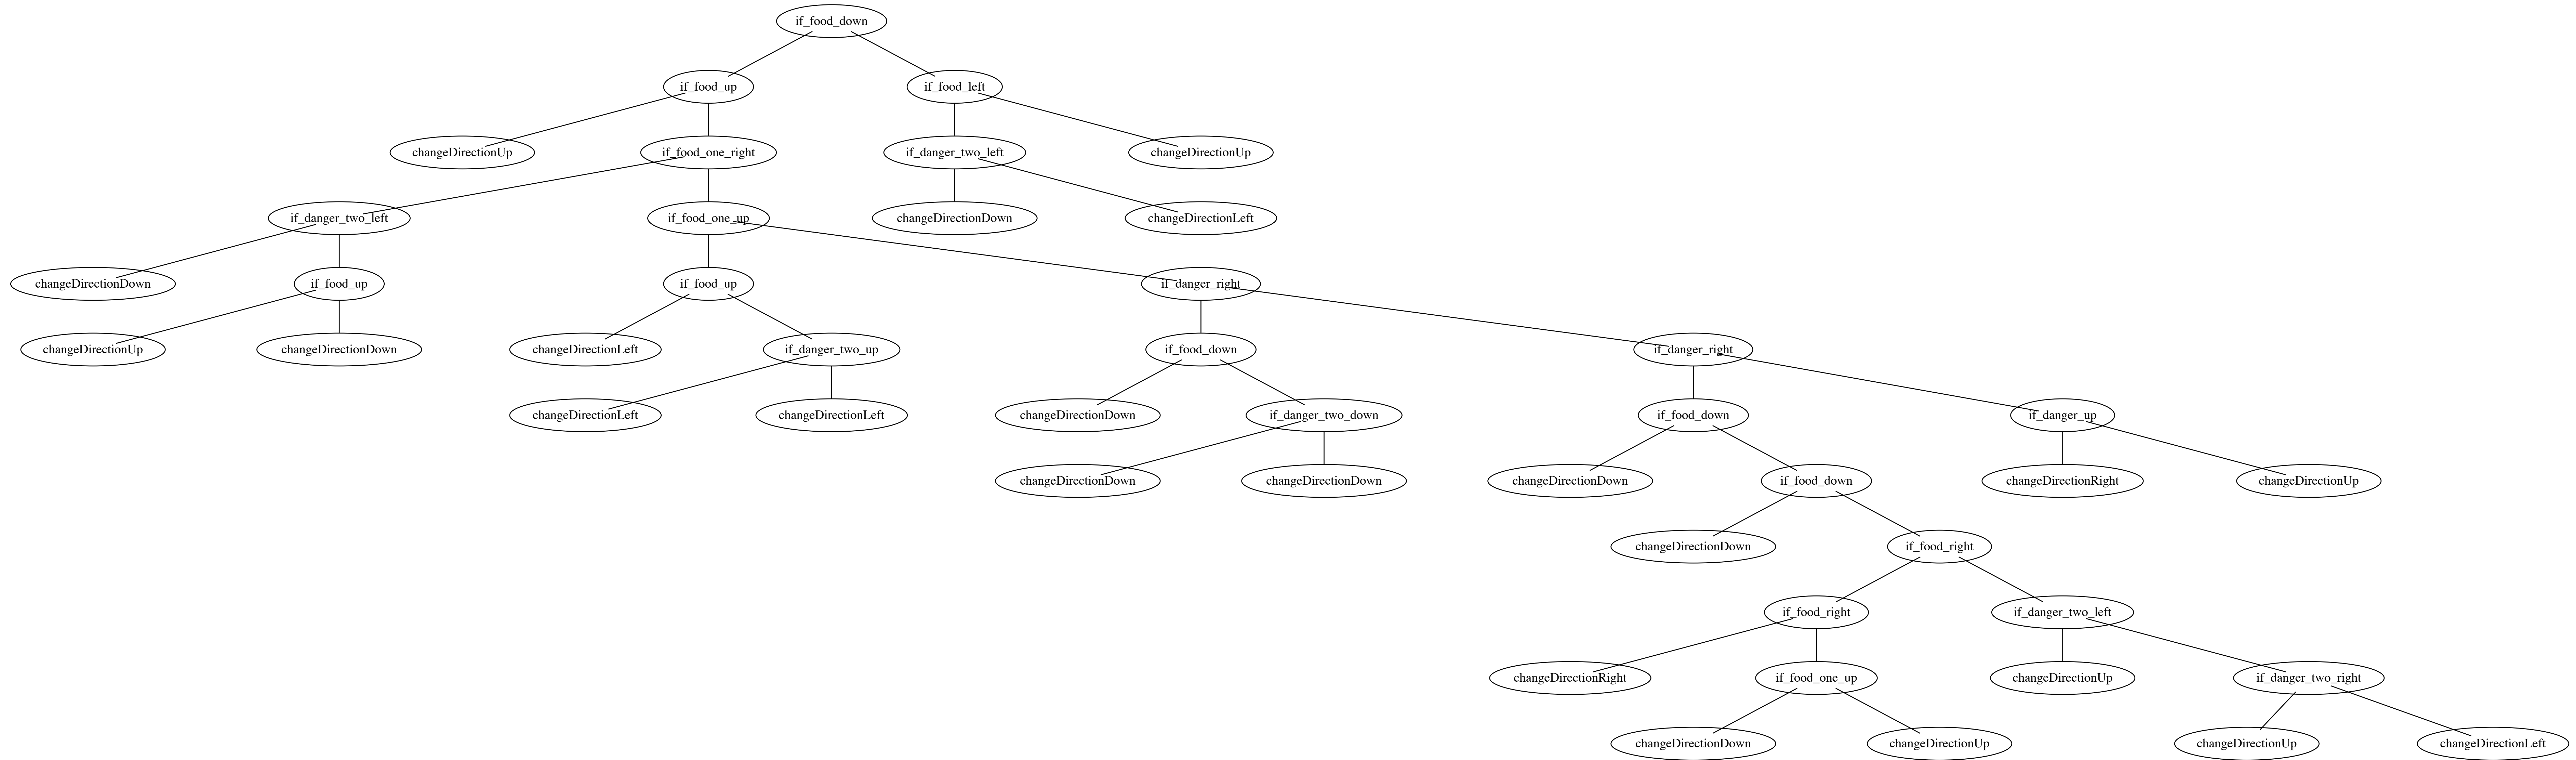 if_food_down
if_food_up
if_food_left
changeDirectionUp
if_food_one_right
if_danger_two_left
changeDirectionUp
if_danger_two_left
if_food_one_up
changeDirectionDown
changeDirectionLeft
changeDirectionDown
if_food_up
if_food_up
if_danger_right
changeDirectionUp
changeDirectionDown
changeDirectionLeft
if_danger_two_up
if_food_down
if_danger_right
changeDirectionLeft
changeDirectionLeft
changeDirectionDown
if_danger_two_down
if_food_down
if_danger_up
changeDirectionDown
changeDirectionDown
changeDirectionDown
if_food_down
changeDirectionRight
changeDirectionUp
changeDirectionDown
if_food_right
if_food_right
if_danger_two_left
changeDirectionRight
if_food_one_up
changeDirectionUp
if_danger_two_right
changeDirectionDown
changeDirectionUp
changeDirectionUp
changeDirectionLeft